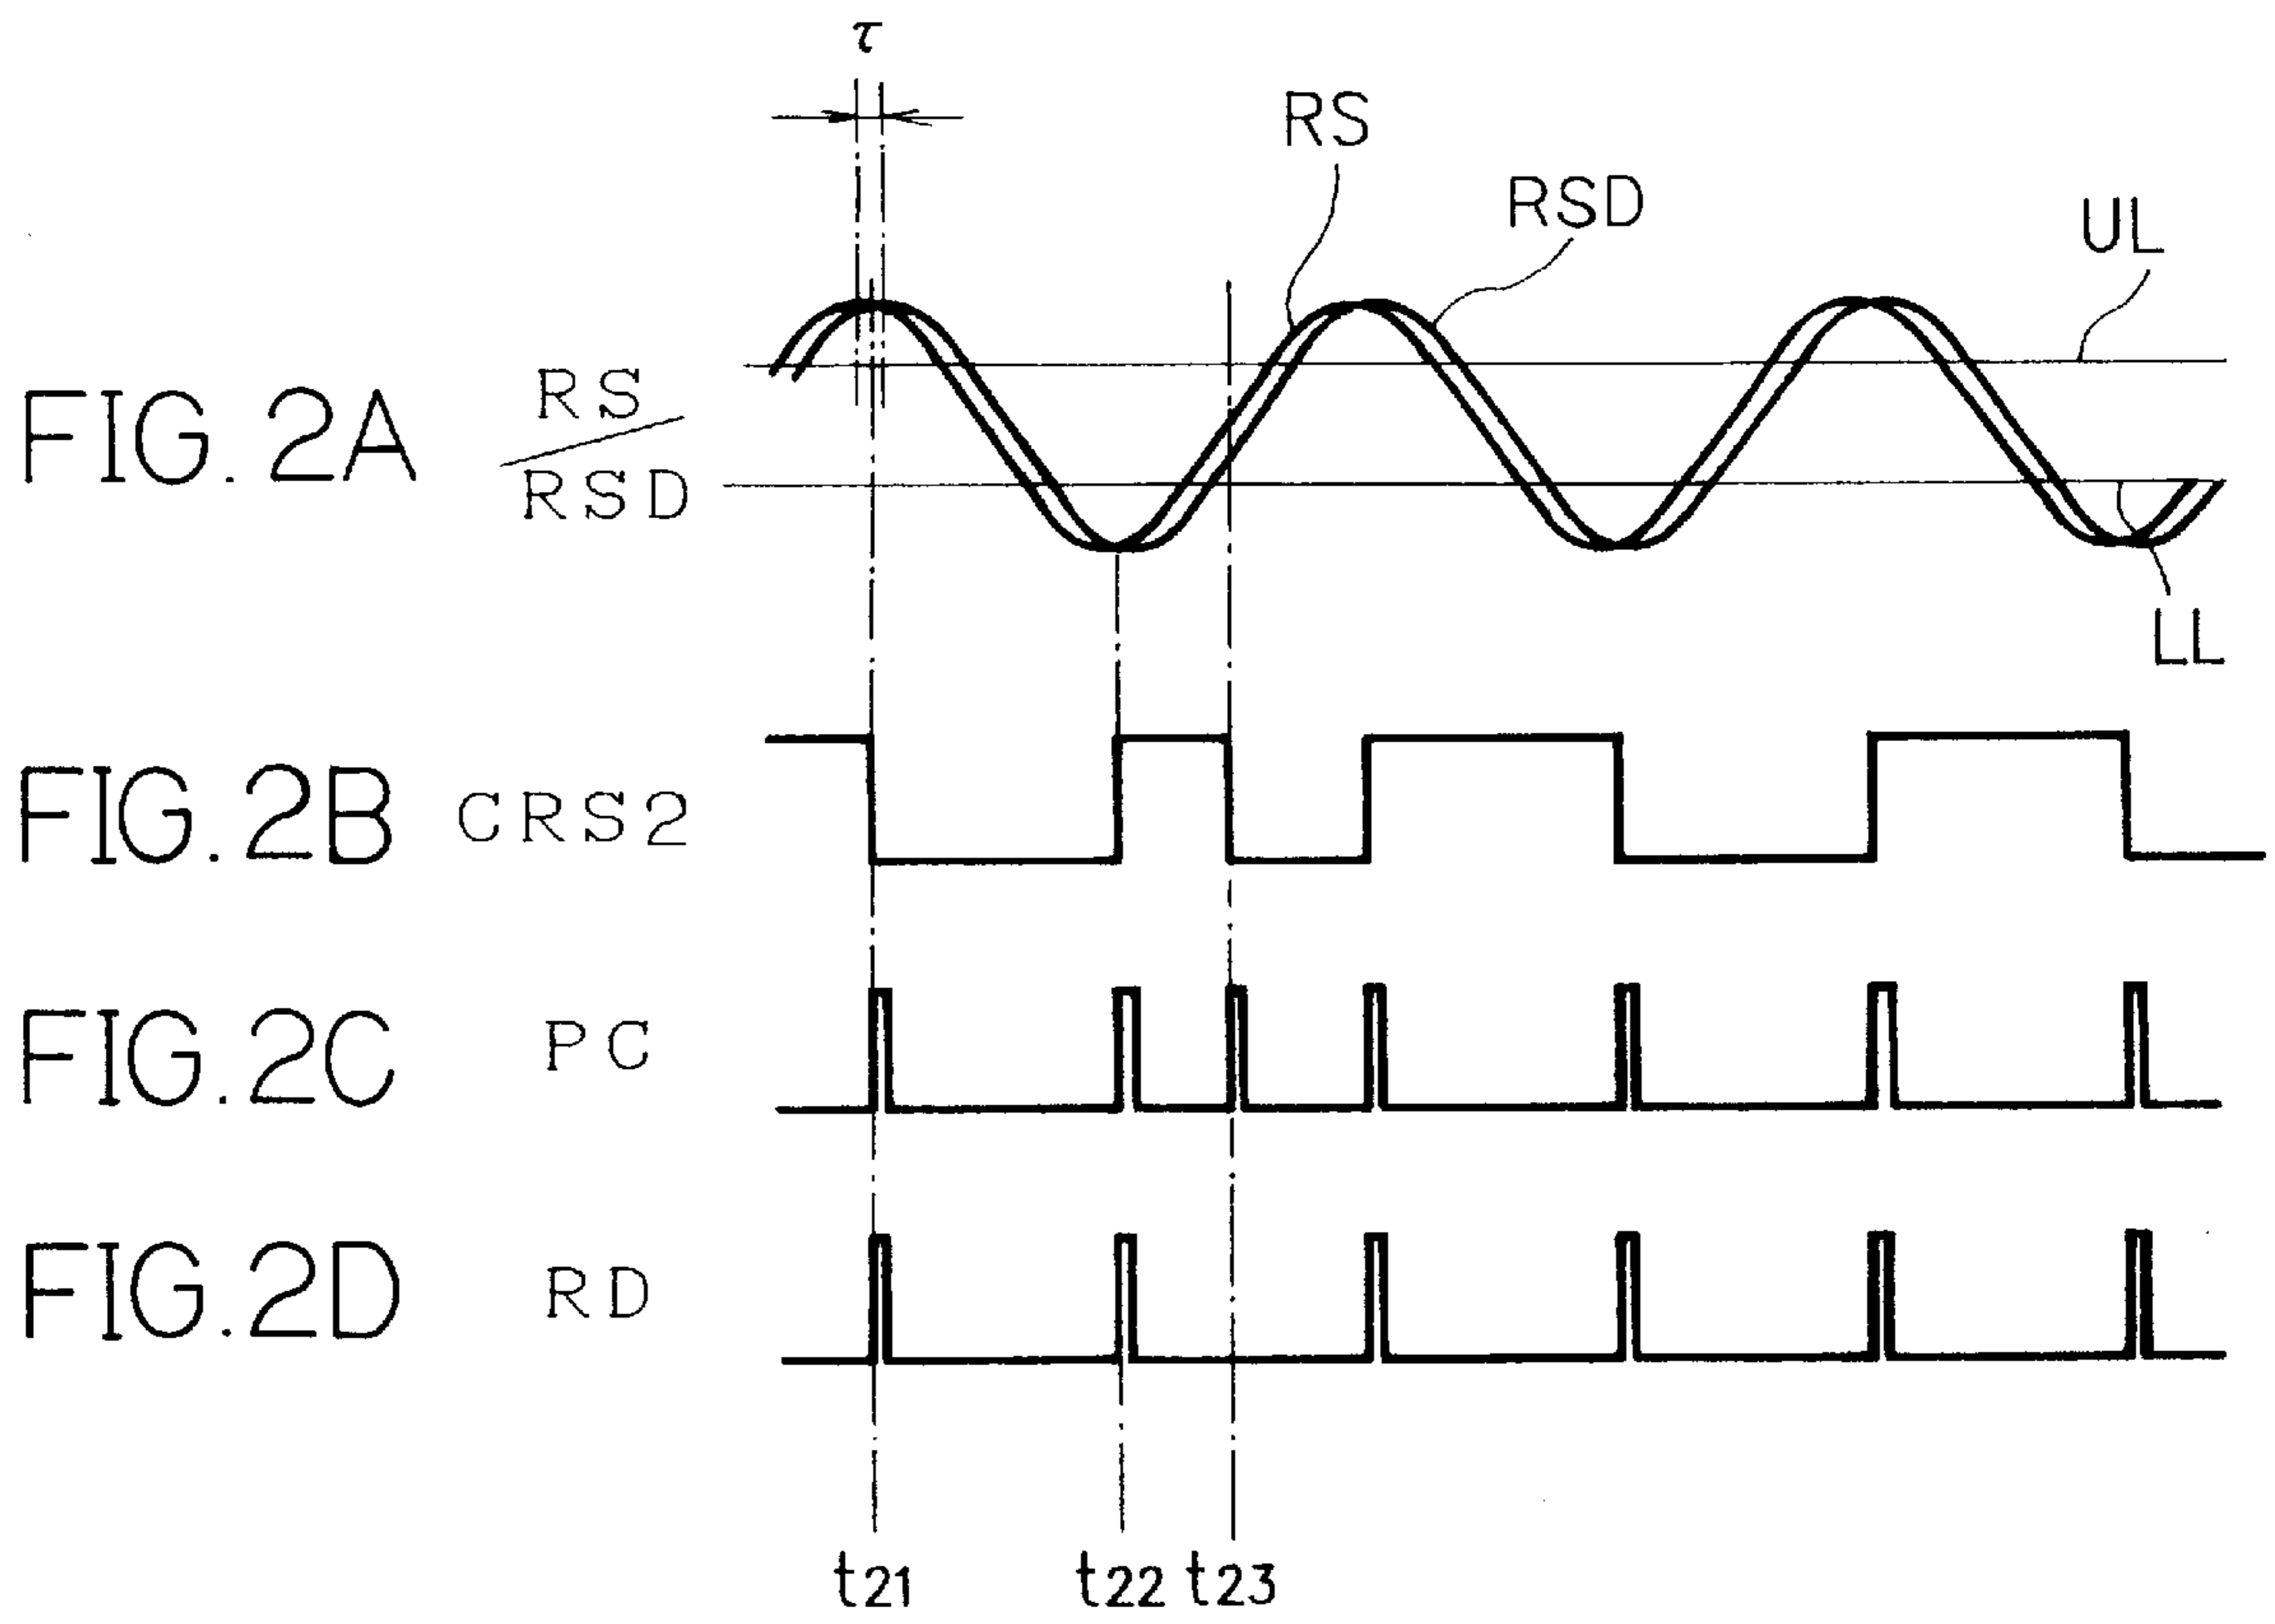 τ
RS
RSD
UL
FIG. 2A RS
RSD
LL
FIG. 2B CRS2
FIG. 2C PC
FIG. 2D RD
t21 t22 t23